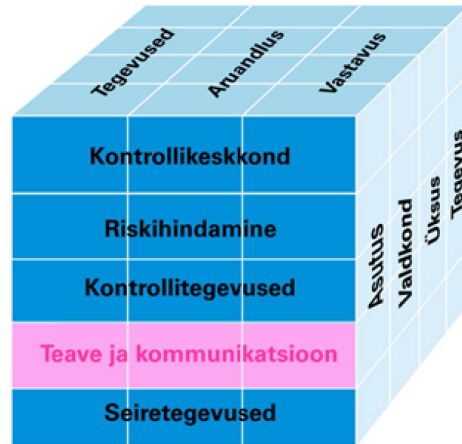 Tegevused
Aruandlus
Vastavus
Kontrollikeskkond
Riskihindamine
Kontrollitegevused
Teave ja kommunikatsioon
Seiretegevused
Asutus
Valdkond
Üksus
Tegevus